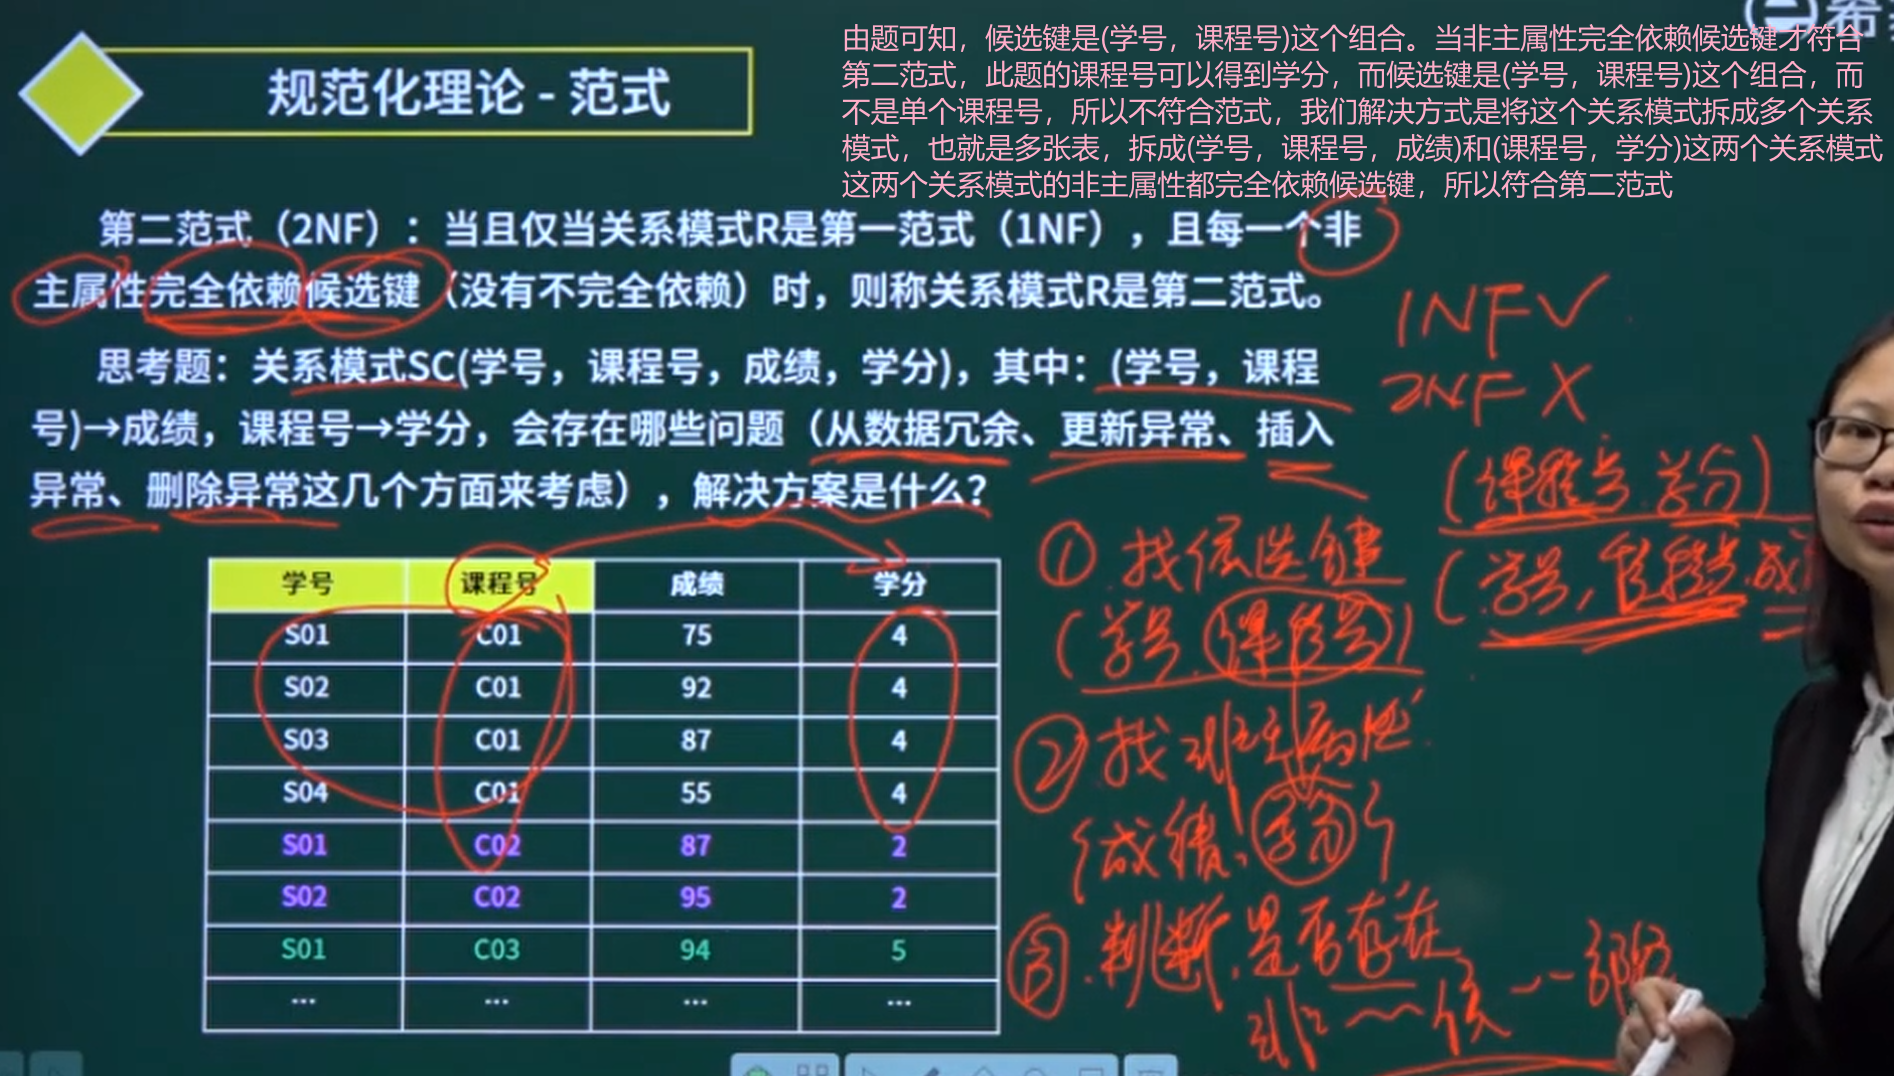 由题可知，候选键是(学号，课程号)这个组合。当非主属性完全依赖候选键才符合
第二范式，此题的课程号可以得到学分，而候选键是(学号，课程号)这个组合，而
不是单个课程号，所以不符合范式，我们解决方式是将这个关系模式拆成多个关系
模式，也就是多张表，拆成(学号，课程号，成绩)和(课程号，学分)这两个关系模式
这两个关系模式的非主属性都完全依赖候选键，所以符合第二范式
规范化理论 - 范式
第二范式（2NF）：当且仅当关系模式R是第一范式（1NF），且每一个非
主属性完全依赖候选键（没有不完全依赖）时，则称关系模式R是第二范式。
思考题：关系模式SC(学号，课程号，成绩，学分)，其中：(学号，课程
号)→成绩，课程号→学分，会存在哪些问题（从数据冗余、更新异常、插入
异常、删除异常这几个方面来考虑），解决方案是什么？
学号 课程号 成绩 学分
S01 C01 75 4
S02 C01 92 4
S03 C01 87 4
S04 C01 55 4
S01 C02 87 2
S02 C02 95 2
S01 C03 94 5
... ... ... ...
1NF√
2NF X
(课程号,学分)
(学号,课程号,成
① 找候选键
(学号,课程号)
② 找非主属性
{成绩、学分}
③.判断.是否存在
非~~候~一部